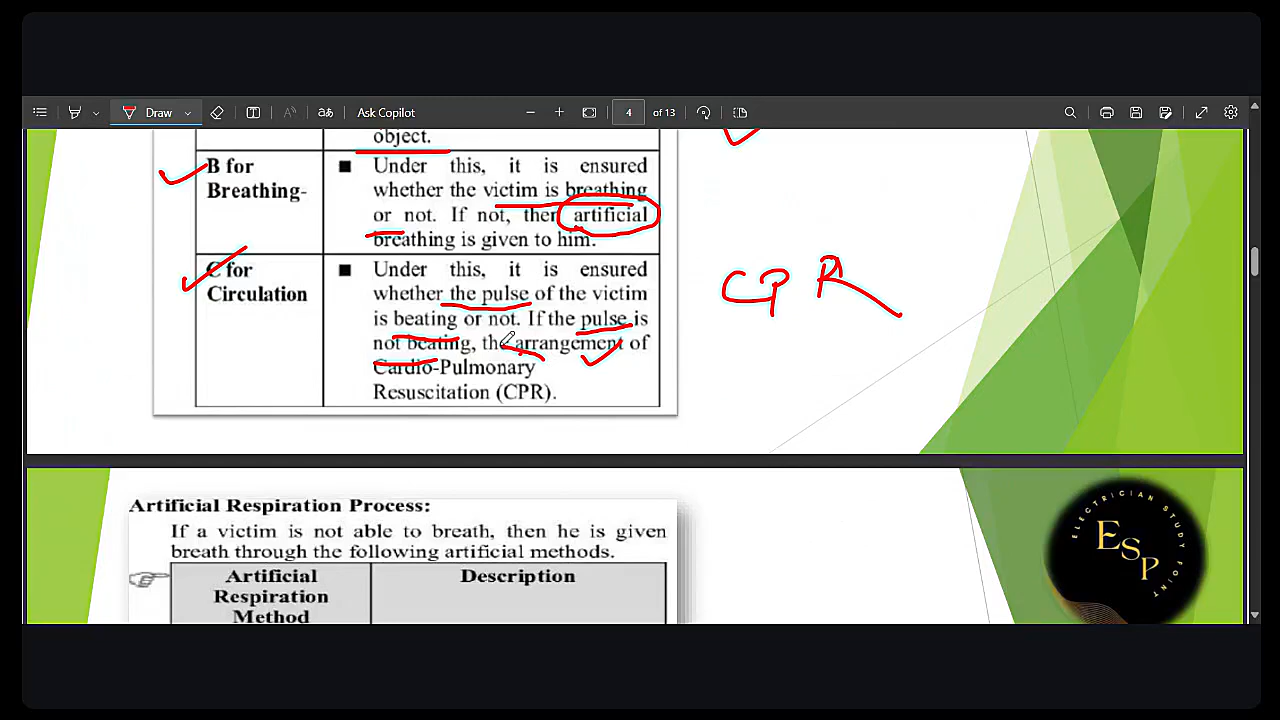 Draw
Ask Copilot
4 of 13
object.
B for
Breathing-
■ Under this, it is ensured
whether the victim is breathing
or not. If not, then artificial
breathing is given to him.
C for
Circulation
■ Under this, it is ensured
whether the pulse of the victim
is beating or not. If the pulse is
not beating, the arrangement of
Cardio-Pulmonary
Resuscitation (CPR).
CPR
Artificial Respiration Process:
If a victim is not able to breath, then he is given
breath through the following artificial methods.
Artificial
Respiration
Method
Description
ELECTRICIAN STUDY POINT
ESP